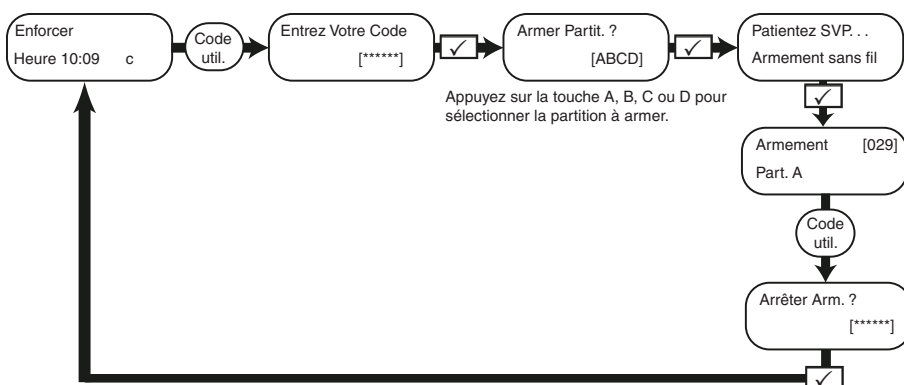 Enforcer
Heure 10:09 c
Code
util.
Entrez Votre Code
[******]
✓
Armer Partit. ?
[ABCD]
✓
Patientez SVP. . .
Armement sans fil
Appuyez sur la touche A, B, C ou D pour
sélectionner la partition à armer.
✓
Armement [029]
Part. A
Code
util.
Arrêter Arm. ?
[******]
✓